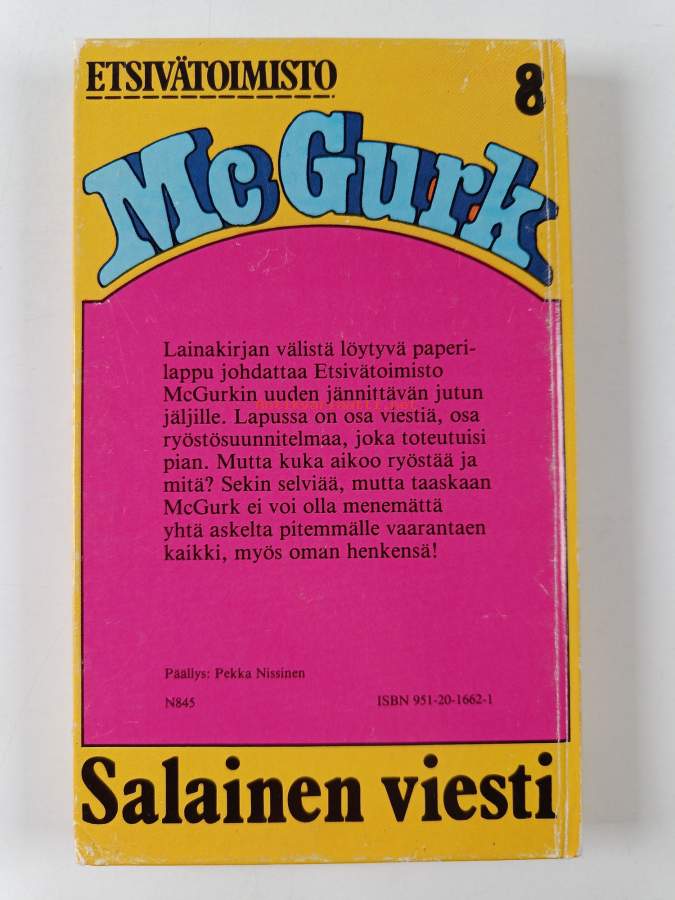 ETSIVÄTOIMISTO
8
McGurk
Lainakirjan välistä löytyvä paperi-
lappu johdattaa Etsivätoimisto
McGurkin uuden jännittävän jutun
jäljille. Lapussa on osa viestiä, osa
ryöstösuunnitelmaa, joka toteutuisi
pian. Mutta kuka aikoo ryöstää ja
mitä? Sekin selviää, mutta taaskaan
McGurk ei voi olla menemättä
yhtä askelta pitemmälle vaarantaen
kaikki, myös oman henkensä!
Päällys: Pekka Nissinen
N845
ISBN 951-20-1662-1
Salainen viesti